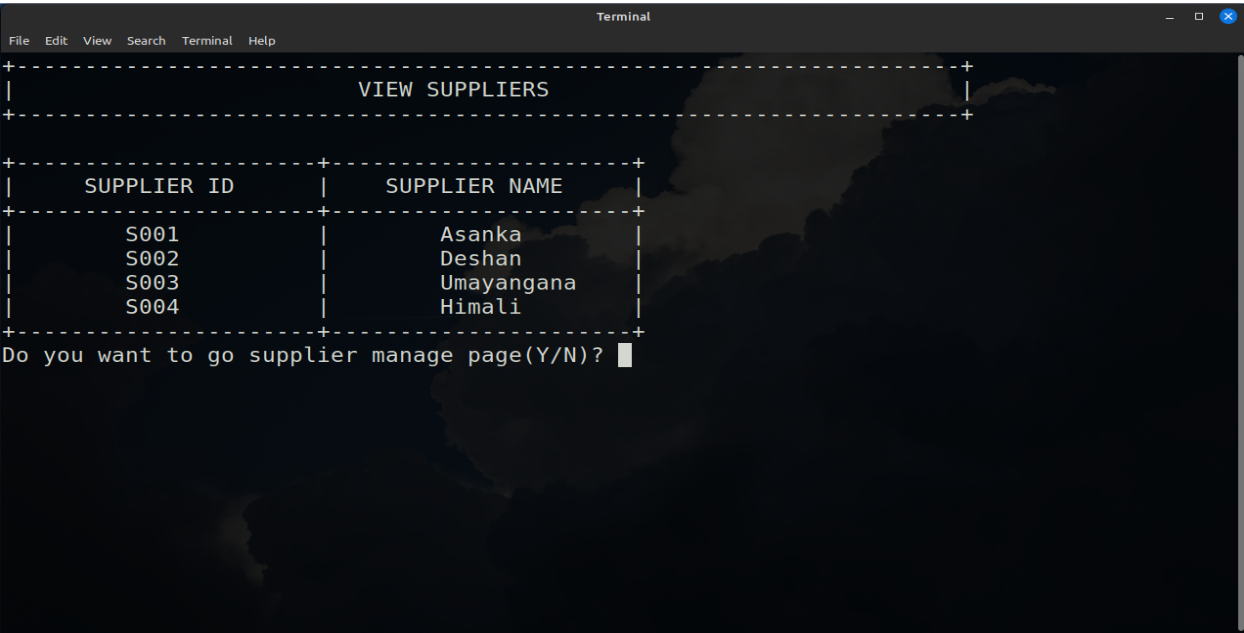 Terminal
File Edit View Search Terminal Help
+---------------------------------------------------------------------+
| VIEW SUPPLIERS |
+---------------------------------------------------------------------+
+----------------------+----------------------+
| SUPPLIER ID | SUPPLIER NAME |
+----------------------+----------------------+
| S001 | Asanka |
| S002 | Deshan |
| S003 | Umayangana |
| S004 | Himali |
+----------------------+----------------------+
Do you want to go supplier manage page(Y/N)?